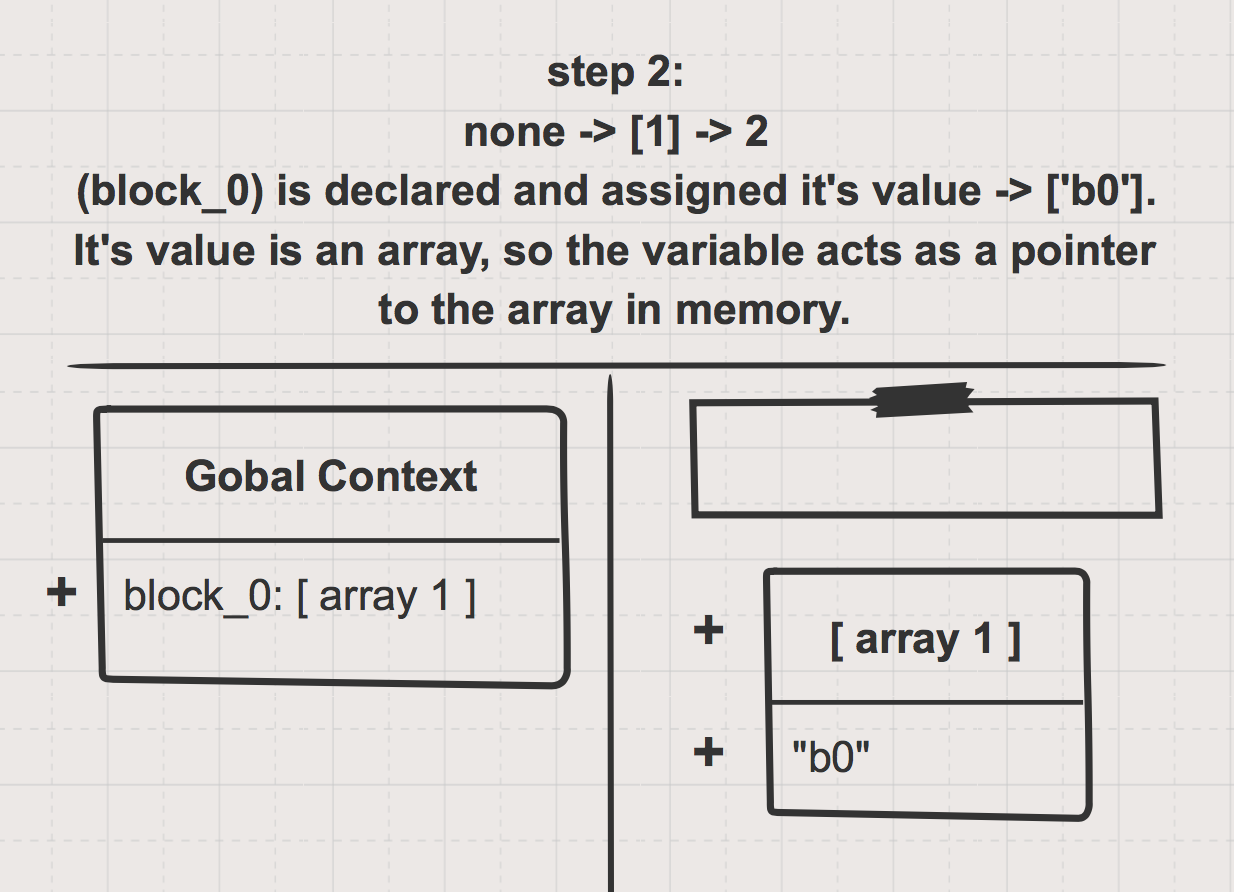 step 2:
none -> [1] -> 2
(block_0) is declared and assigned it's value -> ['b0'].
It's value is an array, so the variable acts as a pointer
to the array in memory.
Gobal Context
+ block_0: [ array 1 ]
+ [ array 1 ]
+ "b0"